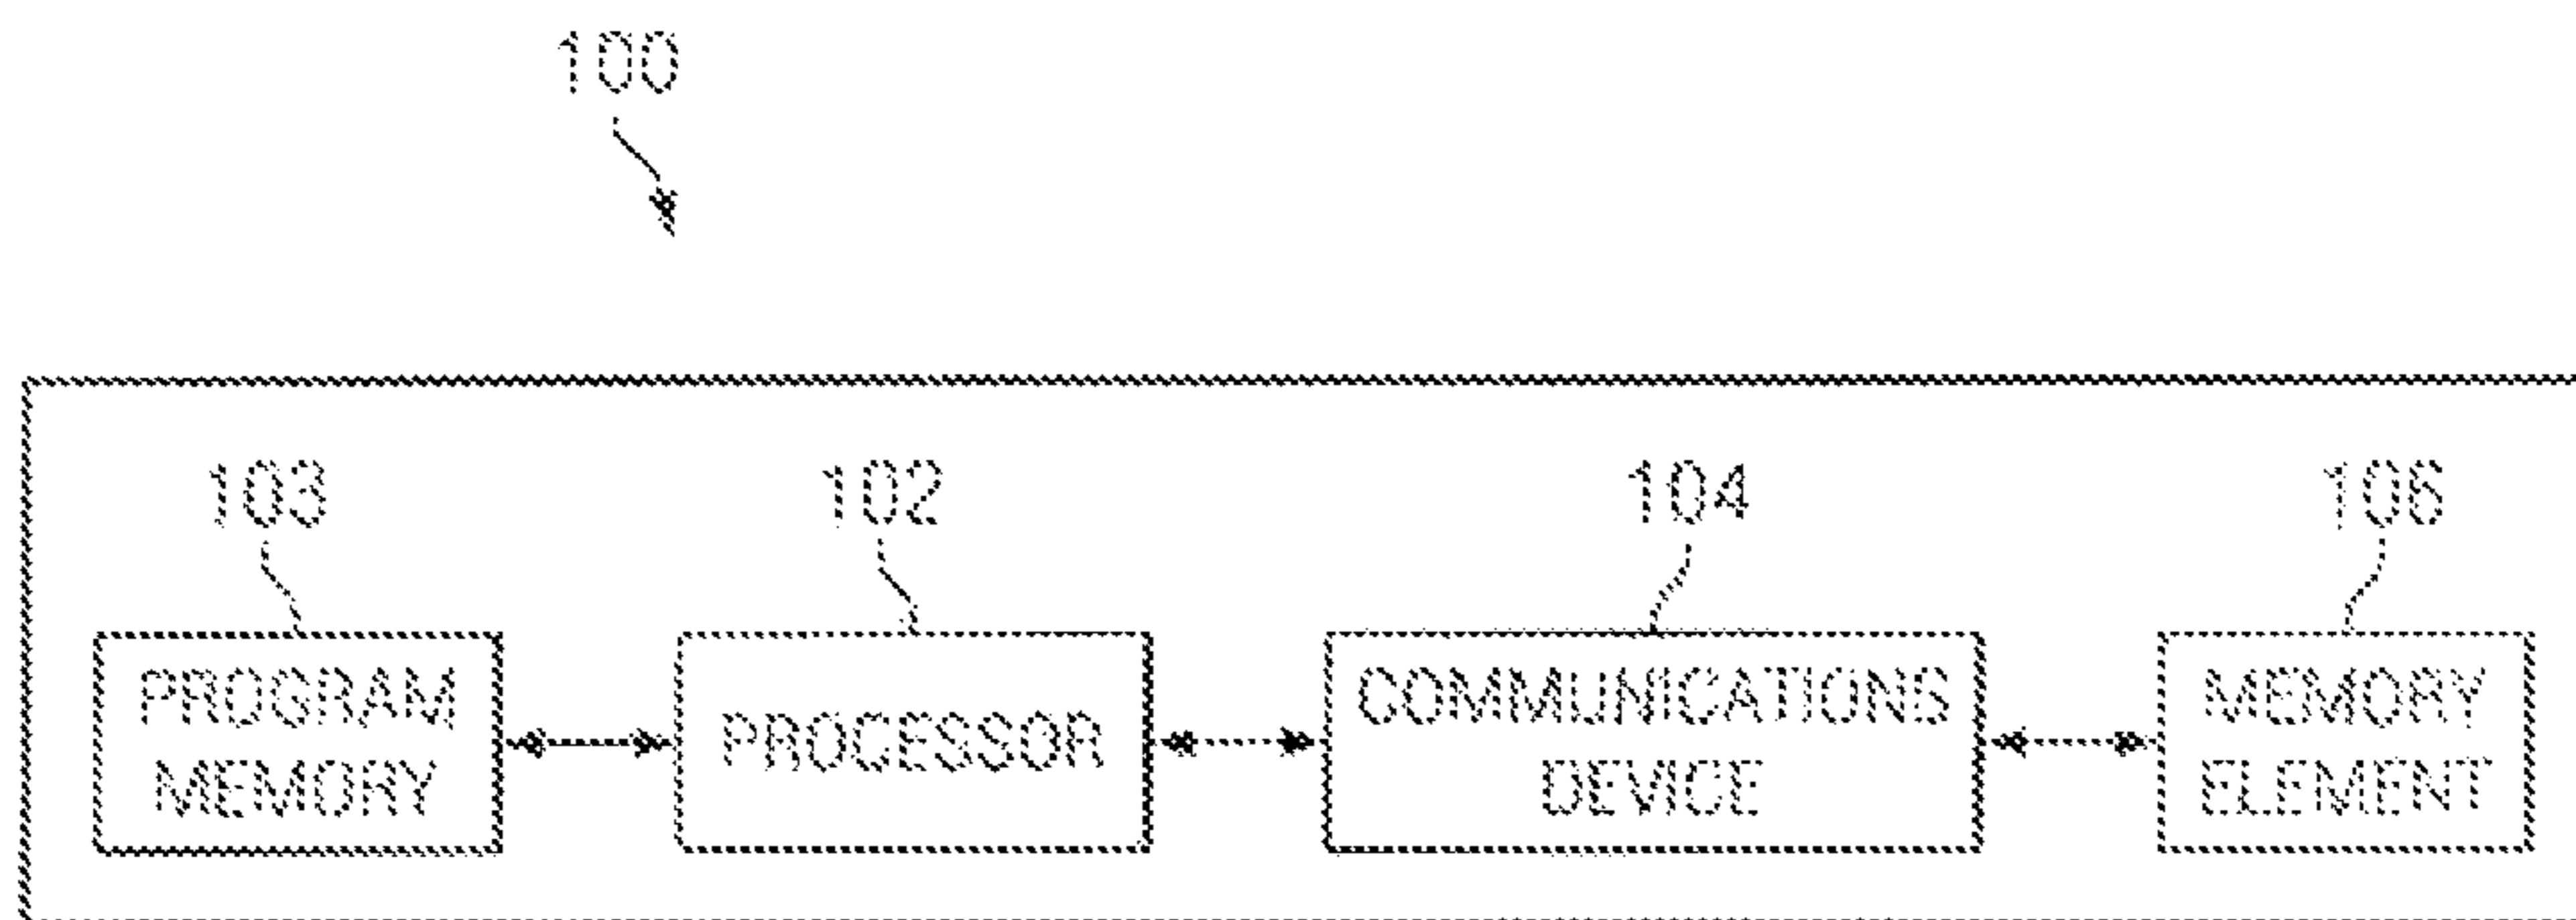 100
103
102
104
106
PROGRAM
MEMORY
PROCESSOR
COMMUNICATIONS
DEVICE
MEMORY
ELEMENT